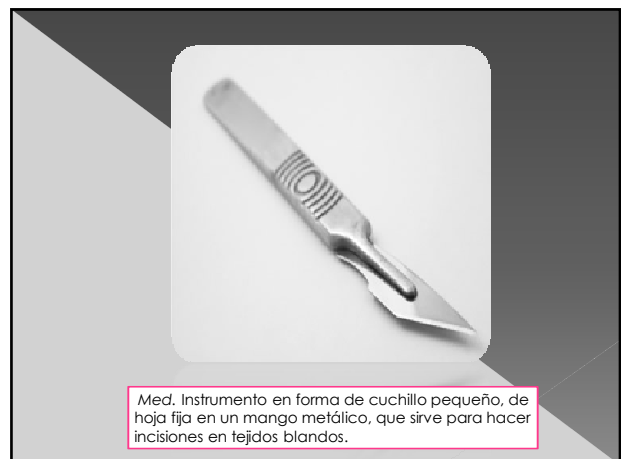 Med. Instrumento en forma de cuchillo pequeño, de
hoja fija en un mango metálico, que sirve para hacer
incisiones en tejidos blandos.